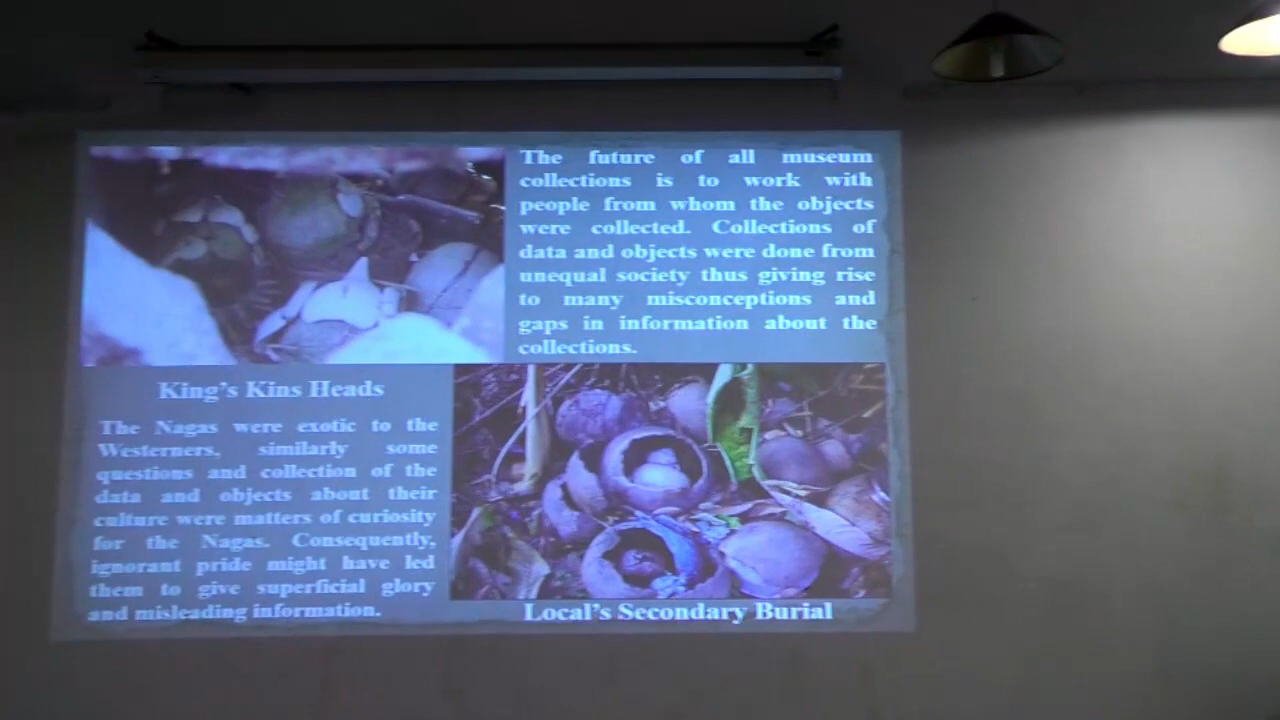 The future of all museum
collections is to work with
people from whom the objects
were collected. Collections of
data and objects were done from
unequal society thus giving rise
to many misconceptions and
gaps in information about the
collections.
King's Kins Heads
The Nagas were exotic to the
Westerners, similarly some
questions and collection of the
data and objects about their
culture were matters of curiosity
for the Nagas. Consequently,
ignorant pride might have led
them to give superficial glory
and misleading information.
Local's Secondary Burial